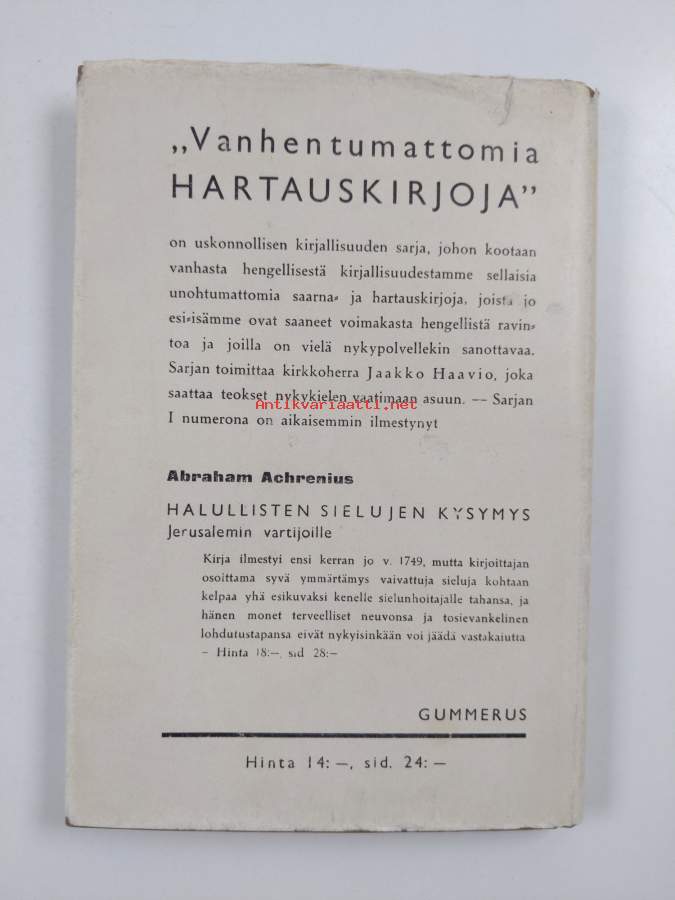 „Vanhentumattomia
HARTAUSKIRJOJA”
on uskonnollisen kirjallisuuden sarja, johon kootaan
vanhasta hengellisestä kirjallisuudestamme sellaisia
unohtumattomia saarna- ja hartauskirjoja, joista jo
esi-isämme ovat saaneet voimakasta hengellistä ravin-
toa ja joilla on vielä nykypolvellekin sanottavaa.
Sarjan toimittaa kirkkoherra Jaakko Haavio, joka
saattaa teokset nykykielen vaatimaan asuun. — Sarjan
Antikvariaatti.net
I numerona on aikaisemmin ilmestynyt
Abraham Achrenius
HALULLISTEN SIELUJEN KYSYMYS
Jerusalemin vartijoille
Kirja ilmestyi ensi kerran jo v. 1749, mutta kirjoittajan
osoittama syvä ymmärtämys vaivattuja sieluja kohtaan
kelpaa yhä esikuvaksi kenelle sielunhoitajalle tahansa, ja
hänen monet terveelliset neuvonsa ja tosievankelinen
lohdutustapansa eivät nykyisinkään voi jäädä vastakaiutta
– Hinta 18:–, sid 28:–
GUMMERUS
Hinta 14: —, sid. 24: —